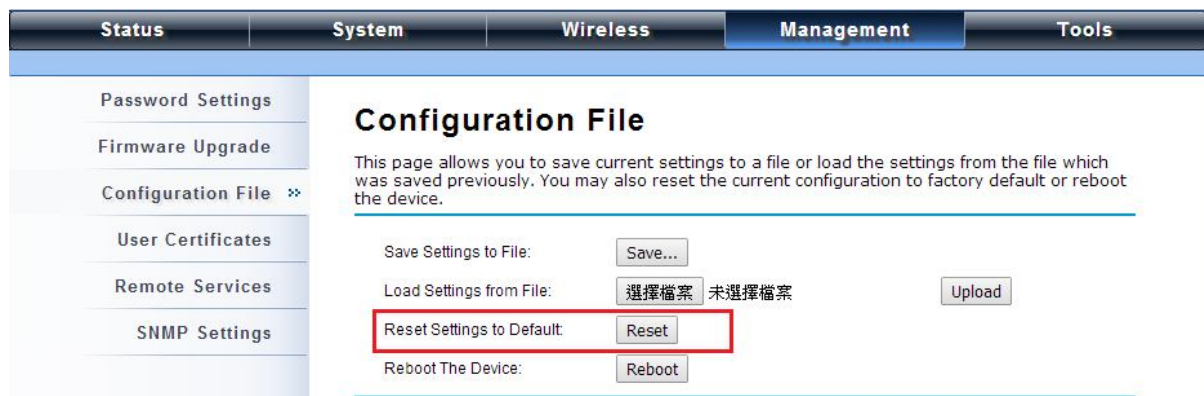 Status System Wireless Management Tools
Password Settings
Firmware Upgrade
Configuration File »
User Certificates
Remote Services
SNMP Settings
Configuration File
This page allows you to save current settings to a file or load the settings from the file which
was saved previously. You may also reset the current configuration to factory default or reboot
the device.
Save Settings to File: Save...
Load Settings from File: 選擇檔案 未選擇檔案 Upload
Reset Settings to Default: Reset
Reboot The Device: Reboot